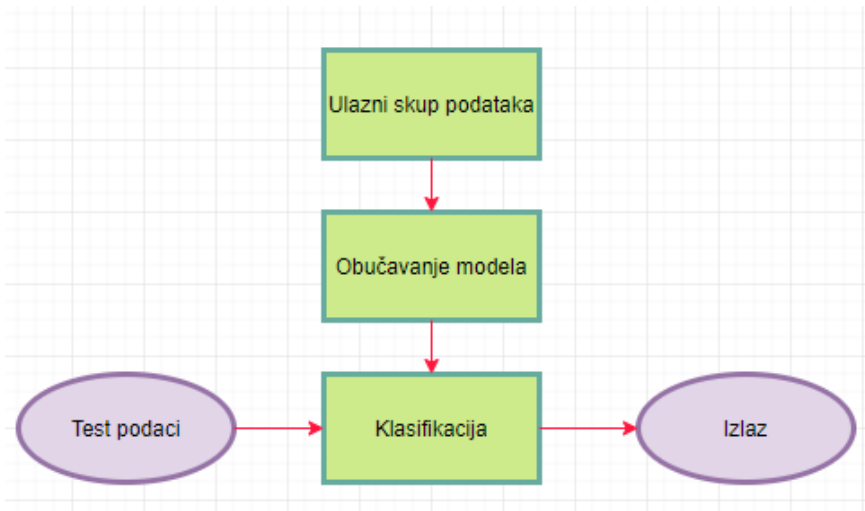 Ulazni skup podataka
Obučavanje modela
Test podaci
Klasifikacija
Izlaz